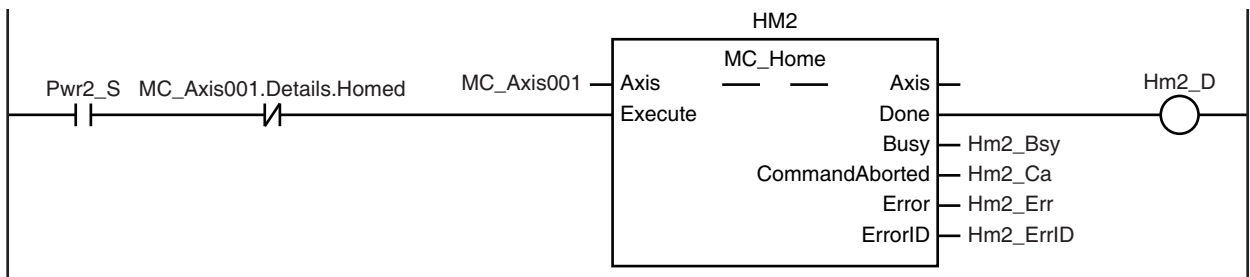 HM2
MC_Home
Pwr2_S MC_Axis001.Details.Homed MC_Axis001 Axis Axis Hm2_D
Execute Done
Busy Hm2_Bsy
CommandAborted Hm2_Ca
Error Hm2_Err
ErrorID Hm2_ErrID